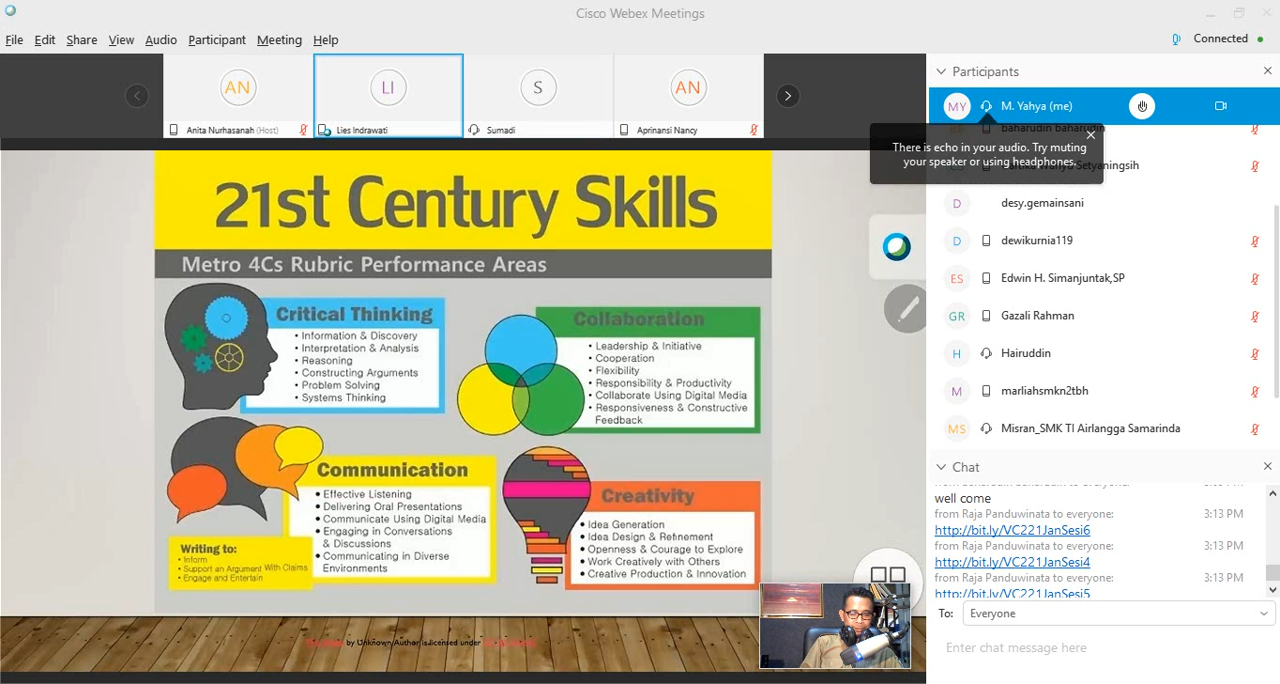 Cisco Webex Meetings
File Edit Share View Audio Participant Meeting Help
Connected
AN
LI
S
AN
Anita Nurhasanah (Host)
Lies Indrawati
Sumadi
Aprinansi Nancy
21st Century Skills
Metro 4Cs Rubric Performance Areas
Critical Thinking
• Information & Discovery
• Interpretation & Analysis
• Reasoning
• Constructing Arguments
• Problem Solving
• Systems Thinking
Collaboration
• Leadership & Initiative
• Cooperation
• Flexibility
• Responsibility & Productivity
• Collaborate Using Digital Media
• Responsiveness & Constructive
Feedback
Communication
• Effective Listening
• Delivering Oral Presentations
• Communicate Using Digital Media
• Engaging in Conversations
& Discussions
• Communicating in Diverse
Environments
Writing to:
• Inform
• Support an Argument With Claims
• Engage and Entertain
Creativity
• Idea Generation
• Idea Design & Refinement
• Openness & Courage to Explore
• Work Creatively with Others
• Creative Production & Innovation
by Unknown Author is licensed under
Participants
MY M. Yahya (me)
baharudin baharudin
There is echo in your audio. Try muting
your speaker or using headphones.
Setyaningsih
D desy.gemainsani
D dewikurnia119
ES Edwin H. Simanjuntak,SP
GR Gazali Rahman
H Hairuddin
M marliahsmkn2tbh
MS Misran_SMK TI Airlangga Samarinda
Chat
well come
from Raja Panduwinata to everyone: 3:13 PM
http://bit.ly/VC221JanSesi6
from Raja Panduwinata to everyone: 3:13 PM
http://bit.ly/VC221JanSesi4
from Raja Panduwinata to everyone: 3:13 PM
http://bit.ly/VC221JanSesi5
To: Everyone
Enter chat message here